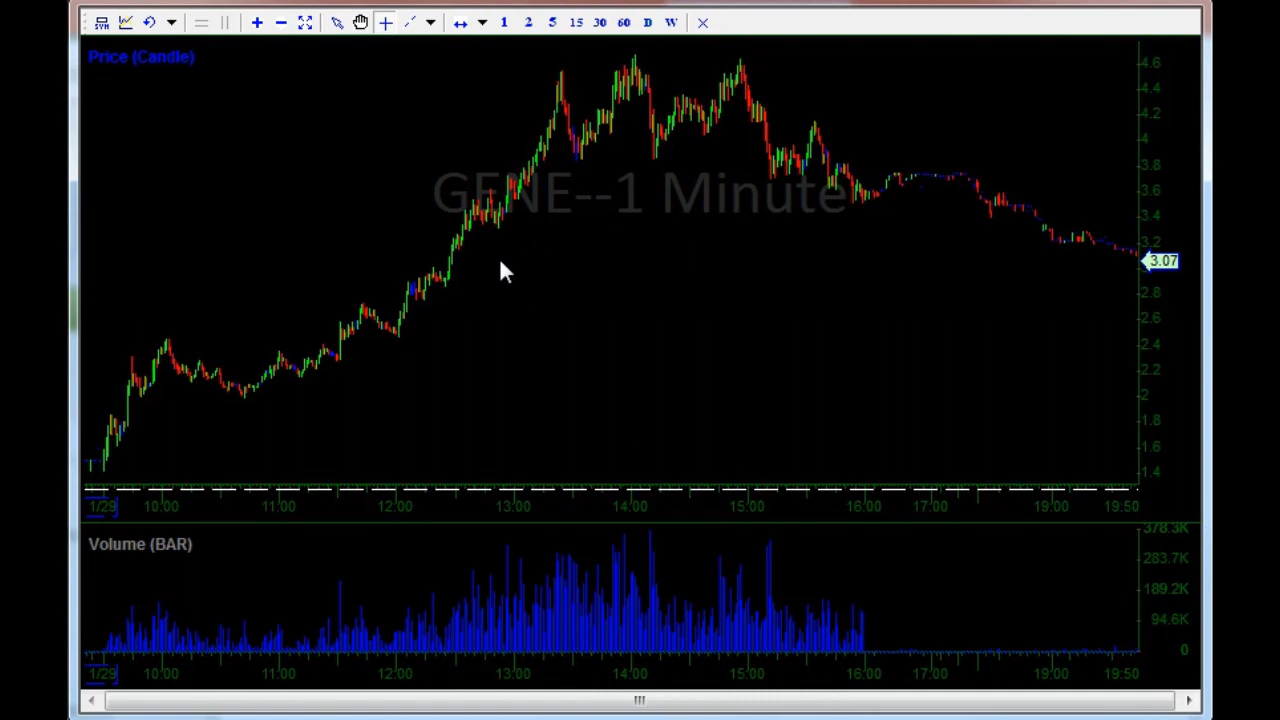 SYM 1 2 5 15 30 60 D W
Price (Candle)
GENE--1 Minute
4.6
4.4
4.2
4
3.8
3.6
3.4
3.2
3.07
2.8
2.6
2.4
2.2
2
1.8
1.6
1.4
1/29 10:00 11:00 12:00 13:00 14:00 15:00 16:00 17:00 19:00 19:50
Volume (BAR)
378.3K
283.7K
189.2K
94.6K
0
1/29 10:00 11:00 12:00 13:00 14:00 15:00 16:00 17:00 19:00 19:50